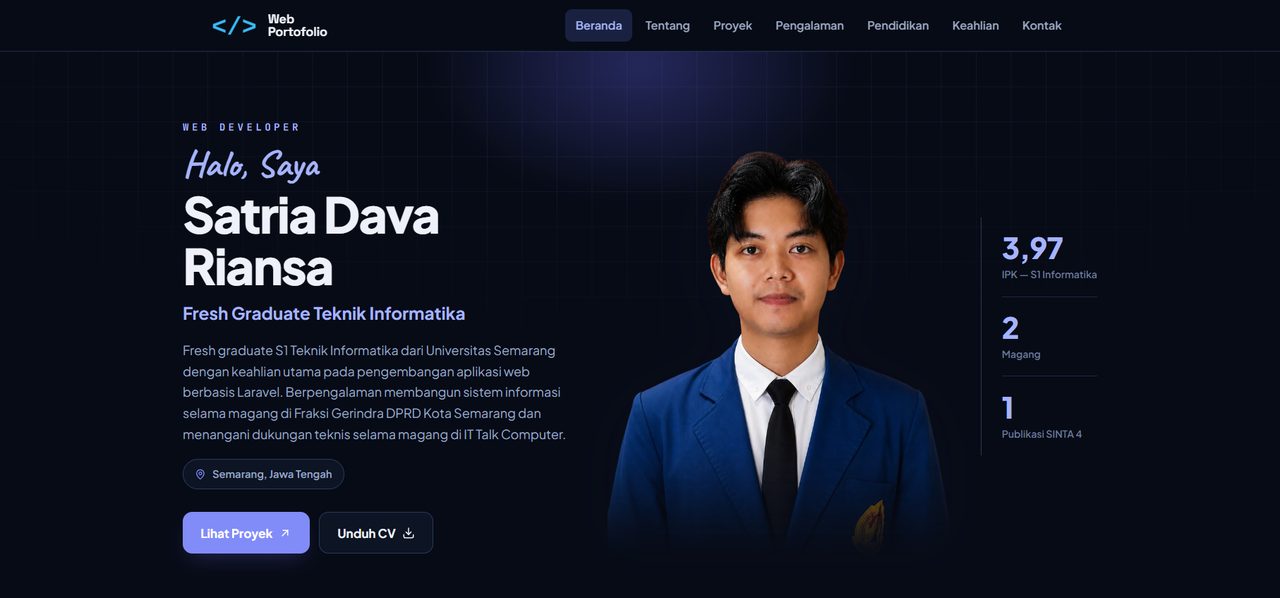 </>
Web
Portofolio
Beranda
Tentang
Proyek
Pengalaman
Pendidikan
Keahlian
Kontak
WEB DEVELOPER
Halo, Saya
Satria Dava
Riansa
Fresh Graduate Teknik Informatika
Fresh graduate S1 Teknik Informatika dari Universitas Semarang
dengan keahlian utama pada pengembangan aplikasi web
berbasis Laravel. Berpengalaman membangun sistem informasi
selama magang di Fraksi Gerindra DPRD Kota Semarang dan
menangani dukungan teknis selama magang di IT Talk Computer.
Semarang, Jawa Tengah
Lihat Proyek
Unduh CV
3,97
IPK — S1 Informatika
2
Magang
1
Publikasi SINTA 4